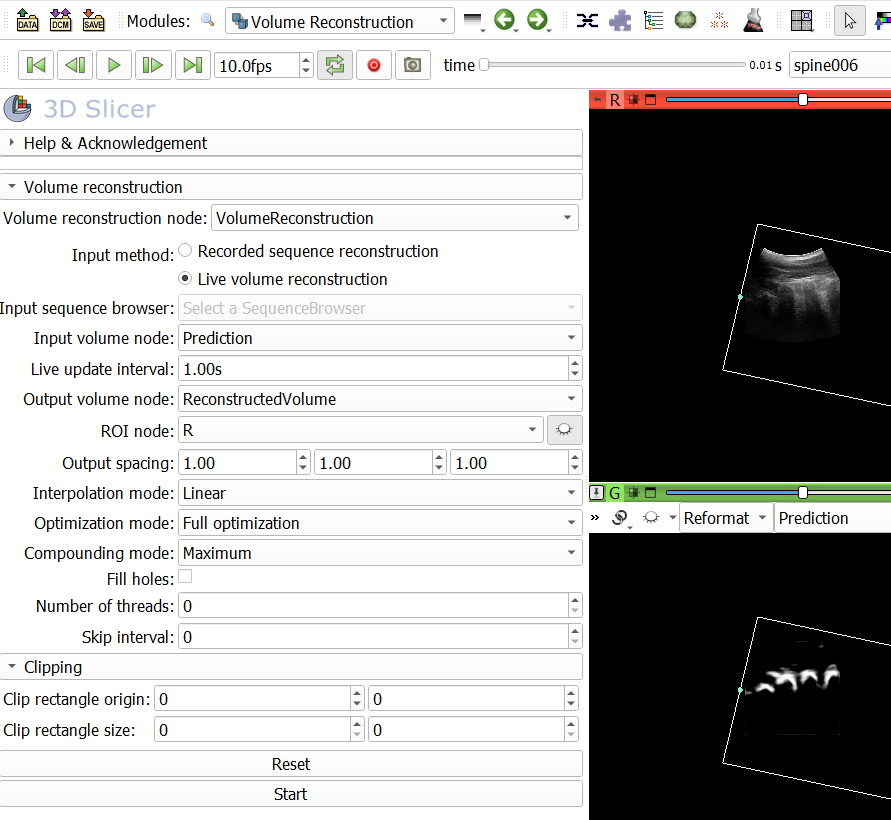 DATA DCM SAVE Modules: Volume Reconstruction
10.0fps time 0.01 s spine006
3D Slicer
Help & Acknowledgement
Volume reconstruction
Volume reconstruction node: VolumeReconstruction
Input method: Recorded sequence reconstruction
Live volume reconstruction
Input sequence browser: Select a SequenceBrowser
Input volume node: Prediction
Live update interval: 1.00s
Output volume node: ReconstructedVolume
ROI node: R
Output spacing: 1.00 1.00 1.00
Interpolation mode: Linear
Optimization mode: Full optimization
Compounding mode: Maximum
Fill holes:
Number of threads: 0
Skip interval: 0
Clipping
Clip rectangle origin: 0 0
Clip rectangle size: 0 0
Reset
Start
R
G
» Reformat Prediction